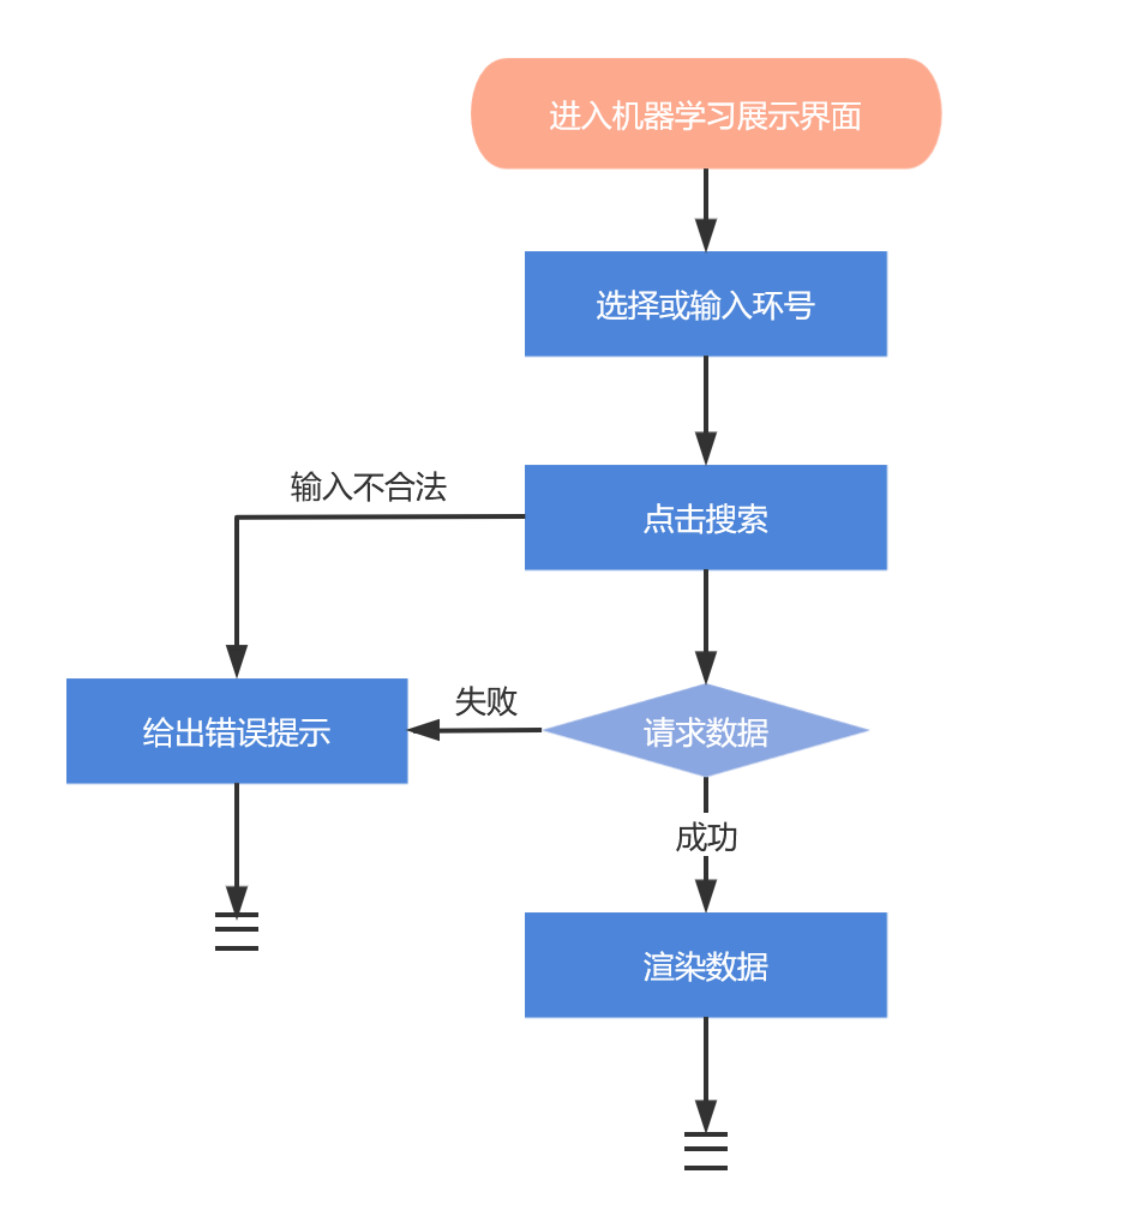 进入机器学习展示界面
选择或输入环号
输入不合法
点击搜索
失败
给出错误提示
请求数据
成功
渲染数据